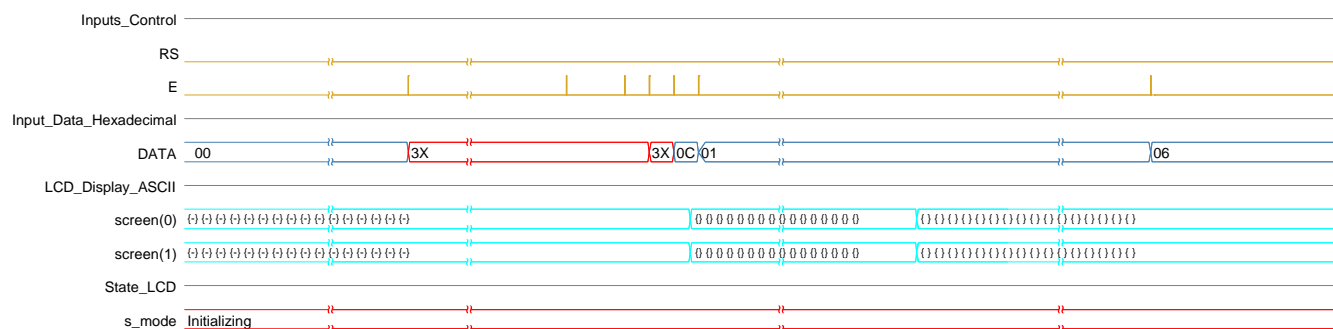 Inputs_Control
RS
E
Input_Data_Hexadecimal
DATA 00 3X 3X 0C 01 06
LCD_Display_ASCII
screen(0) {-} {-} {-} {-} {-} {-} {-} {-} {-} {-} {-} {-} {-} {-} {-} {-} {} {} {} {} {} {} {} {} {} {} {} {} {} {} {} {} { } { } { } { } { } { } { } { } { } { } { } { } { } { } { } { }
screen(1) {-} {-} {-} {-} {-} {-} {-} {-} {-} {-} {-} {-} {-} {-} {-} {-} {} {} {} {} {} {} {} {} {} {} {} {} {} {} {} {} { } { } { } { } { } { } { } { } { } { } { } { } { } { } { } { }
State_LCD
s_mode Initializing